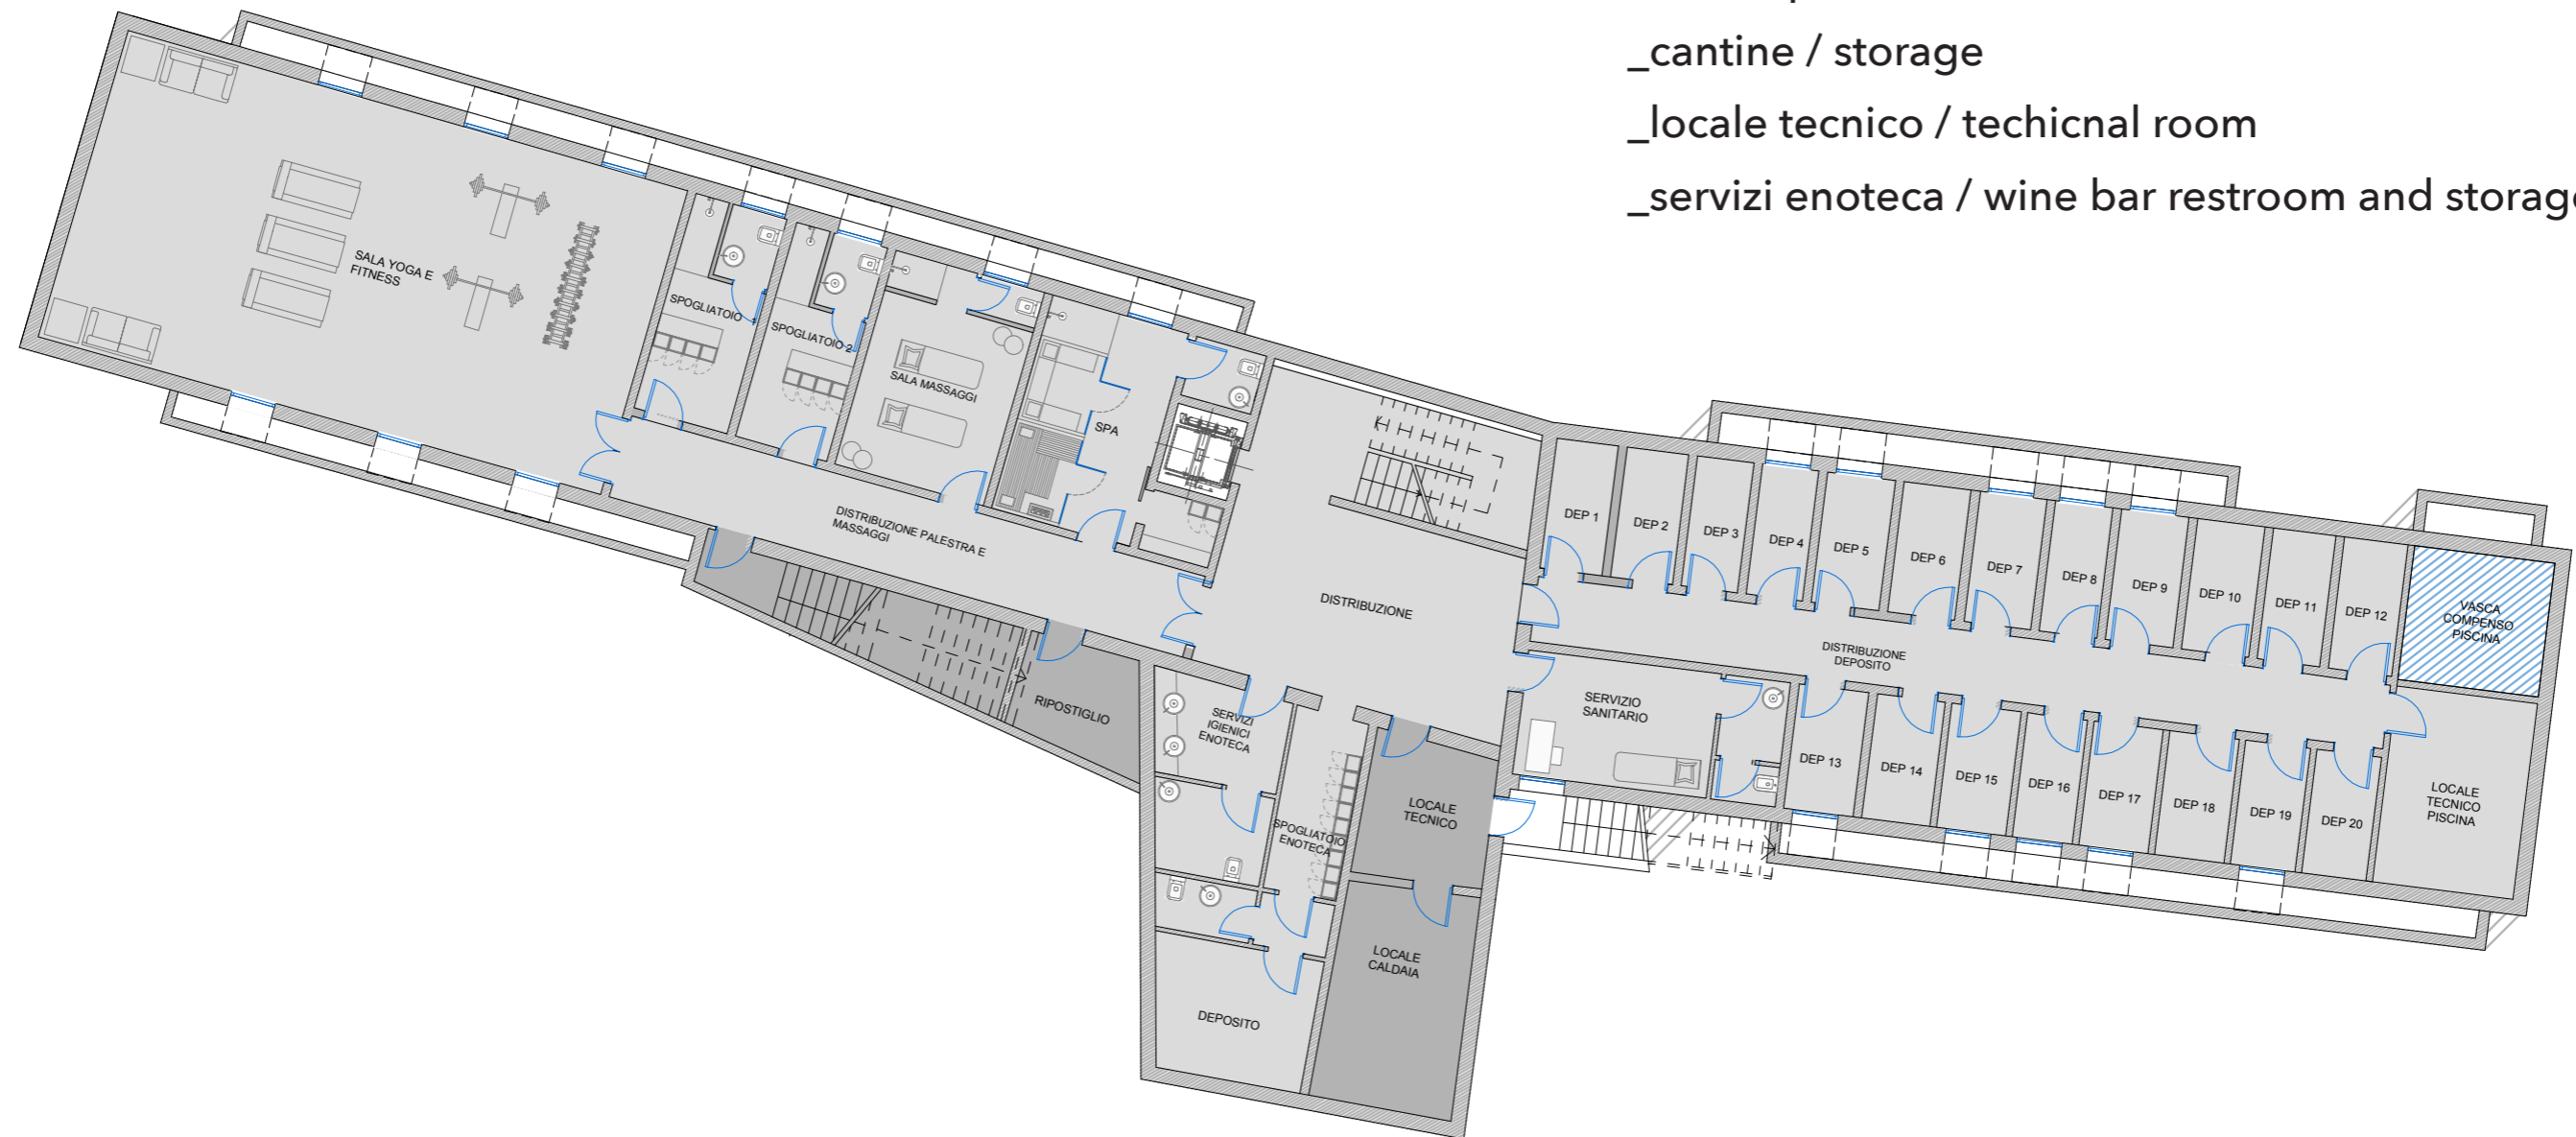 _cantine / storage
_locale tecnico / techicnal room
_servizi enoteca / wine bar restroom and storage
SALA YOGA E
FITNESS
SPOGLIATOIO
SPOGLIATOIO 2
SALA MASSAGGI
SPA
DISTRIBUZIONE PALESTRA E
MASSAGGI
DISTRIBUZIONE
RIPOSTIGLIO
SERVIZI
IGIENICI
ENOTECA
SPOGLIATOIO
ENOTECA
LOCALE
TECNICO
LOCALE
CALDAIA
DEPOSITO
DEP 1
DEP 2
DEP 3
DEP 4
DEP 5
DEP 6
DEP 7
DEP 8
DEP 9
DEP 10
DEP 11
DEP 12
VASCA
COMPENSO
PISCINA
DISTRIBUZIONE
DEPOSITO
SERVIZIO
SANITARIO
DEP 13
DEP 14
DEP 15
DEP 16
DEP 17
DEP 18
DEP 19
DEP 20
LOCALE
TECNICO
PISCINA